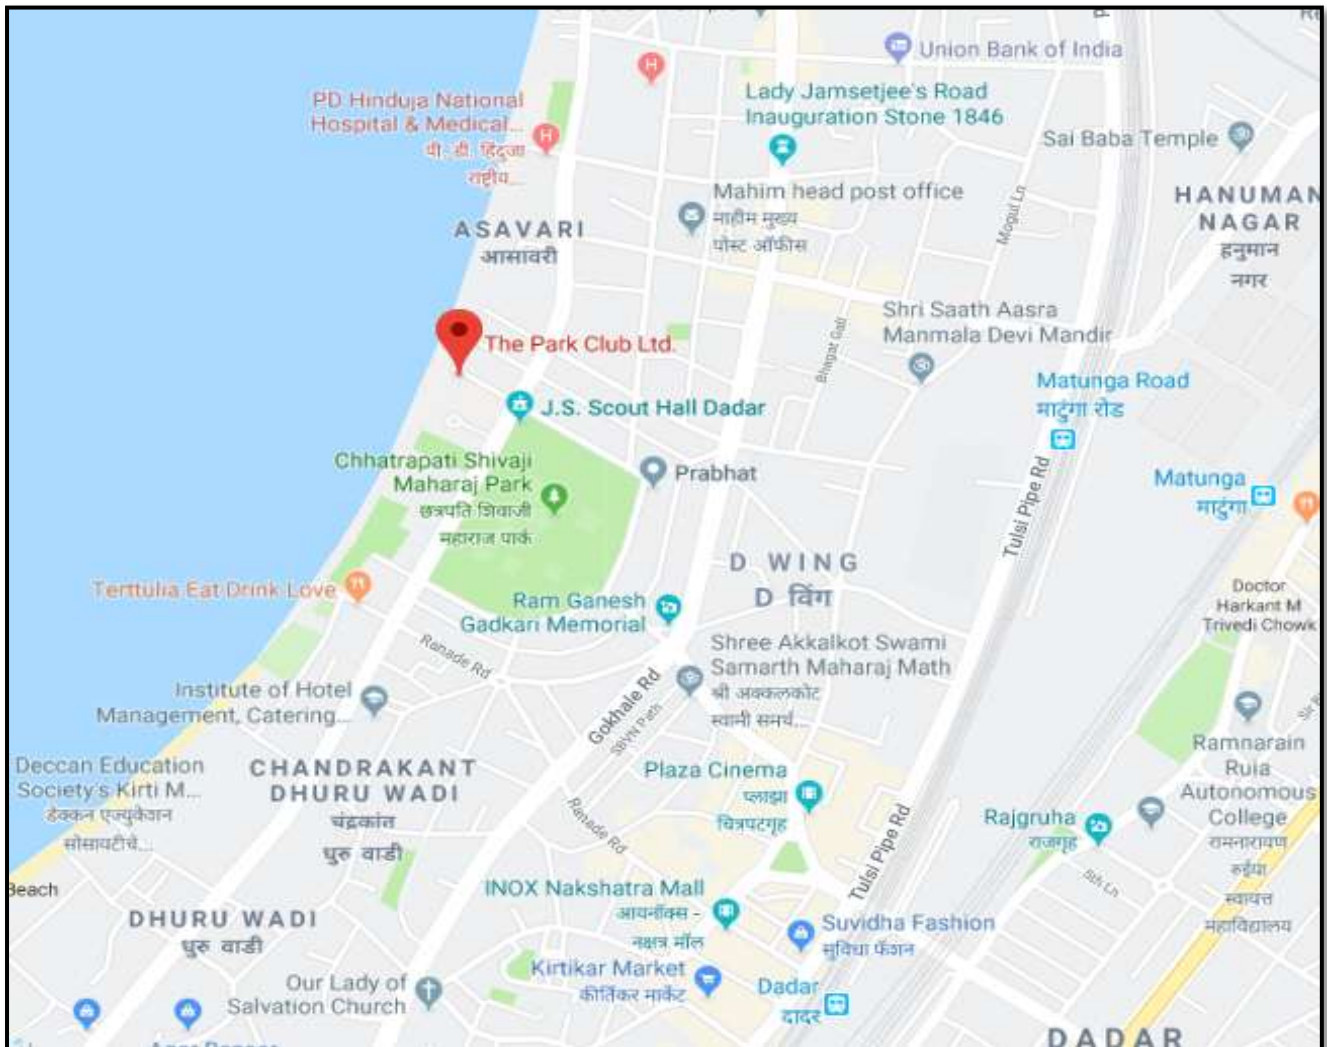 Union Bank of India
Lady Jamsetjee's Road
Inauguration Stone 1846
PD Hinduja National
Hospital & Medical...
पी. डी. हिंदुजा
राष्ट्रीय...
Sai Baba Temple
Mahim head post office
माहीम मुख्य
पोस्ट ऑफीस
Mogul Ln
HANUMAN
NAGAR
हनुमान
नगर
ASAVARI
आसावरी
Shri Saath Aasra
Manmala Devi Mandir
Bhagat Gali
The Park Club Ltd.
Matunga Road
माटुंगा रोड
J.S. Scout Hall Dadar
Chhatrapati Shivaji
Maharaj Park
छत्रपति शिवाजी
महाराज पार्क
Prabhat
Tulsi Pipe Rd
Matunga
माटुंगा
D WING
D विंग
Terttulia Eat Drink Love
Ram Ganesh
Gadkari Memorial
Doctor
Harkant M
Trivedi Chowk
Ranade Rd
Shree Akkalkot Swami
Samarth Maharaj Math
श्री अक्कलकोट
स्वामी समर्थ...
Institute of Hotel
Management, Catering...
Gokhale Rd
SBVN Path
Deccan Education
Society's Kirti M...
डेक्कन एज्युकेशन
सोसायटीचे...
CHANDRAKANT
DHURU WADI
चंद्रकांत
धुरु वाडी
Plaza Cinema
प्लाझा
चित्रपटगृह
Ramnarain
Ruia
Autonomous
College
रामनारायण
रुईया
स्वायत्त
महाविद्यालय
Ranade Rd
Tulsi Pipe Rd
Rajgruha
राजगृह
5th Ln
Beach
DHURU WADI
धुरु वाडी
INOX Nakshatra Mall
आयनॉक्स -
नक्षत्र मॉल
Suvidha Fashion
सुविधा फॅशन
Kirtikar Market
कीर्तिकर मार्केट
Our Lady of
Salvation Church
Dadar
दादर
DADAR